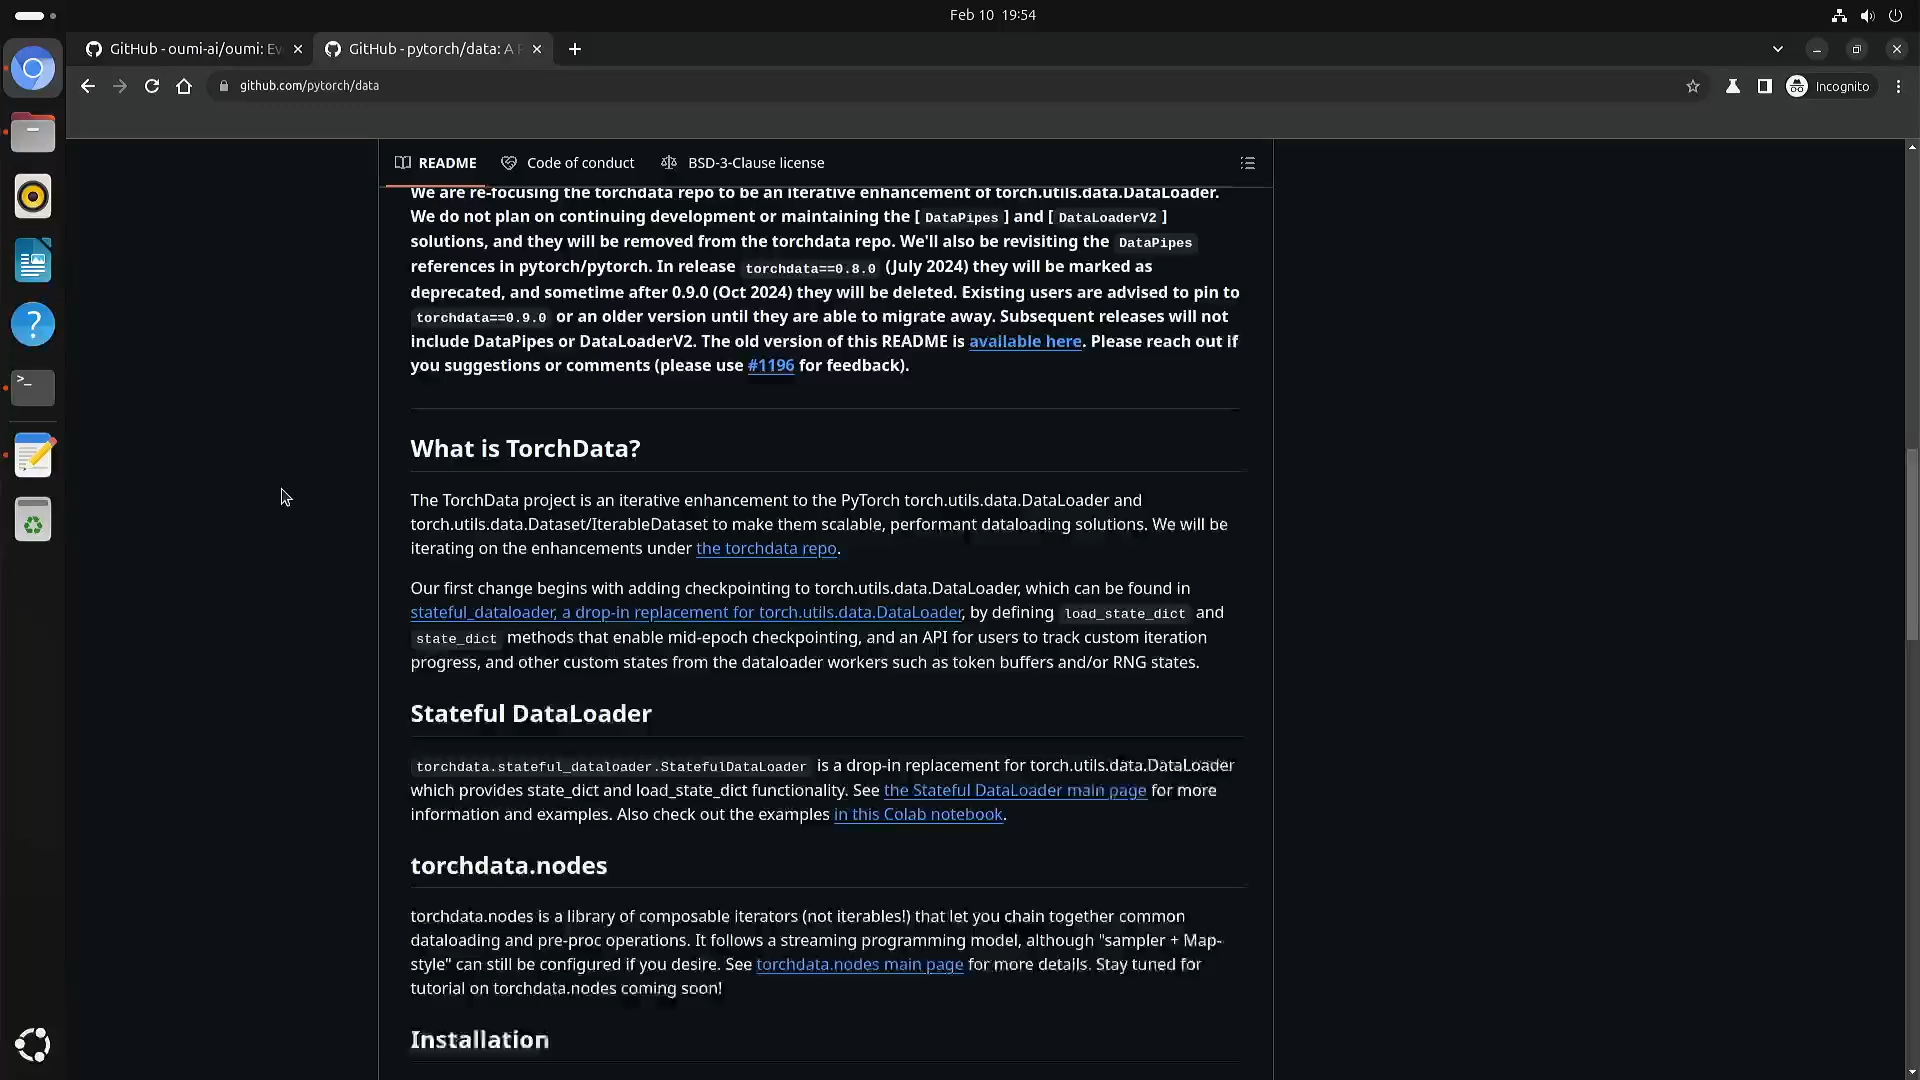 Feb 10 19:54
GitHub - oumi-ai/oumi: Ev
GitHub - pytorch/data: A P
github.com/pytorch/data
Incognito
README
Code of conduct
BSD-3-Clause license
We are re-focusing the torchdata repo to be an iterative enhancement of torch.utils.data.DataLoader.
We do not plan on continuing development or maintaining the [ DataPipes ] and [ DataLoaderV2 ]
solutions, and they will be removed from the torchdata repo. We'll also be revisiting the DataPipes
references in pytorch/pytorch. In release torchdata==0.8.0 (July 2024) they will be marked as
deprecated, and sometime after 0.9.0 (Oct 2024) they will be deleted. Existing users are advised to pin to
torchdata==0.9.0 or an older version until they are able to migrate away. Subsequent releases will not
include DataPipes or DataLoaderV2. The old version of this README is available here. Please reach out if
you suggestions or comments (please use #1196 for feedback).
What is TorchData?
The TorchData project is an iterative enhancement to the PyTorch torch.utils.data.DataLoader and
torch.utils.data.Dataset/IterableDataset to make them scalable, performant dataloading solutions. We will be
iterating on the enhancements under the torchdata repo.
Our first change begins with adding checkpointing to torch.utils.data.DataLoader, which can be found in
stateful_dataloader, a drop-in replacement for torch.utils.data.DataLoader, by defining load_state_dict and
state_dict methods that enable mid-epoch checkpointing, and an API for users to track custom iteration
progress, and other custom states from the dataloader workers such as token buffers and/or RNG states.
Stateful DataLoader
torchdata.stateful_dataloader.StatefulDataLoader is a drop-in replacement for torch.utils.data.DataLoader
which provides state_dict and load_state_dict functionality. See the Stateful DataLoader main page for more
information and examples. Also check out the examples in this Colab notebook.
torchdata.nodes
torchdata.nodes is a library of composable iterators (not iterables!) that let you chain together common
dataloading and pre-proc operations. It follows a streaming programming model, although "sampler + Map-
style" can still be configured if you desire. See torchdata.nodes main page for more details. Stay tuned for
tutorial on torchdata.nodes coming soon!
Installation